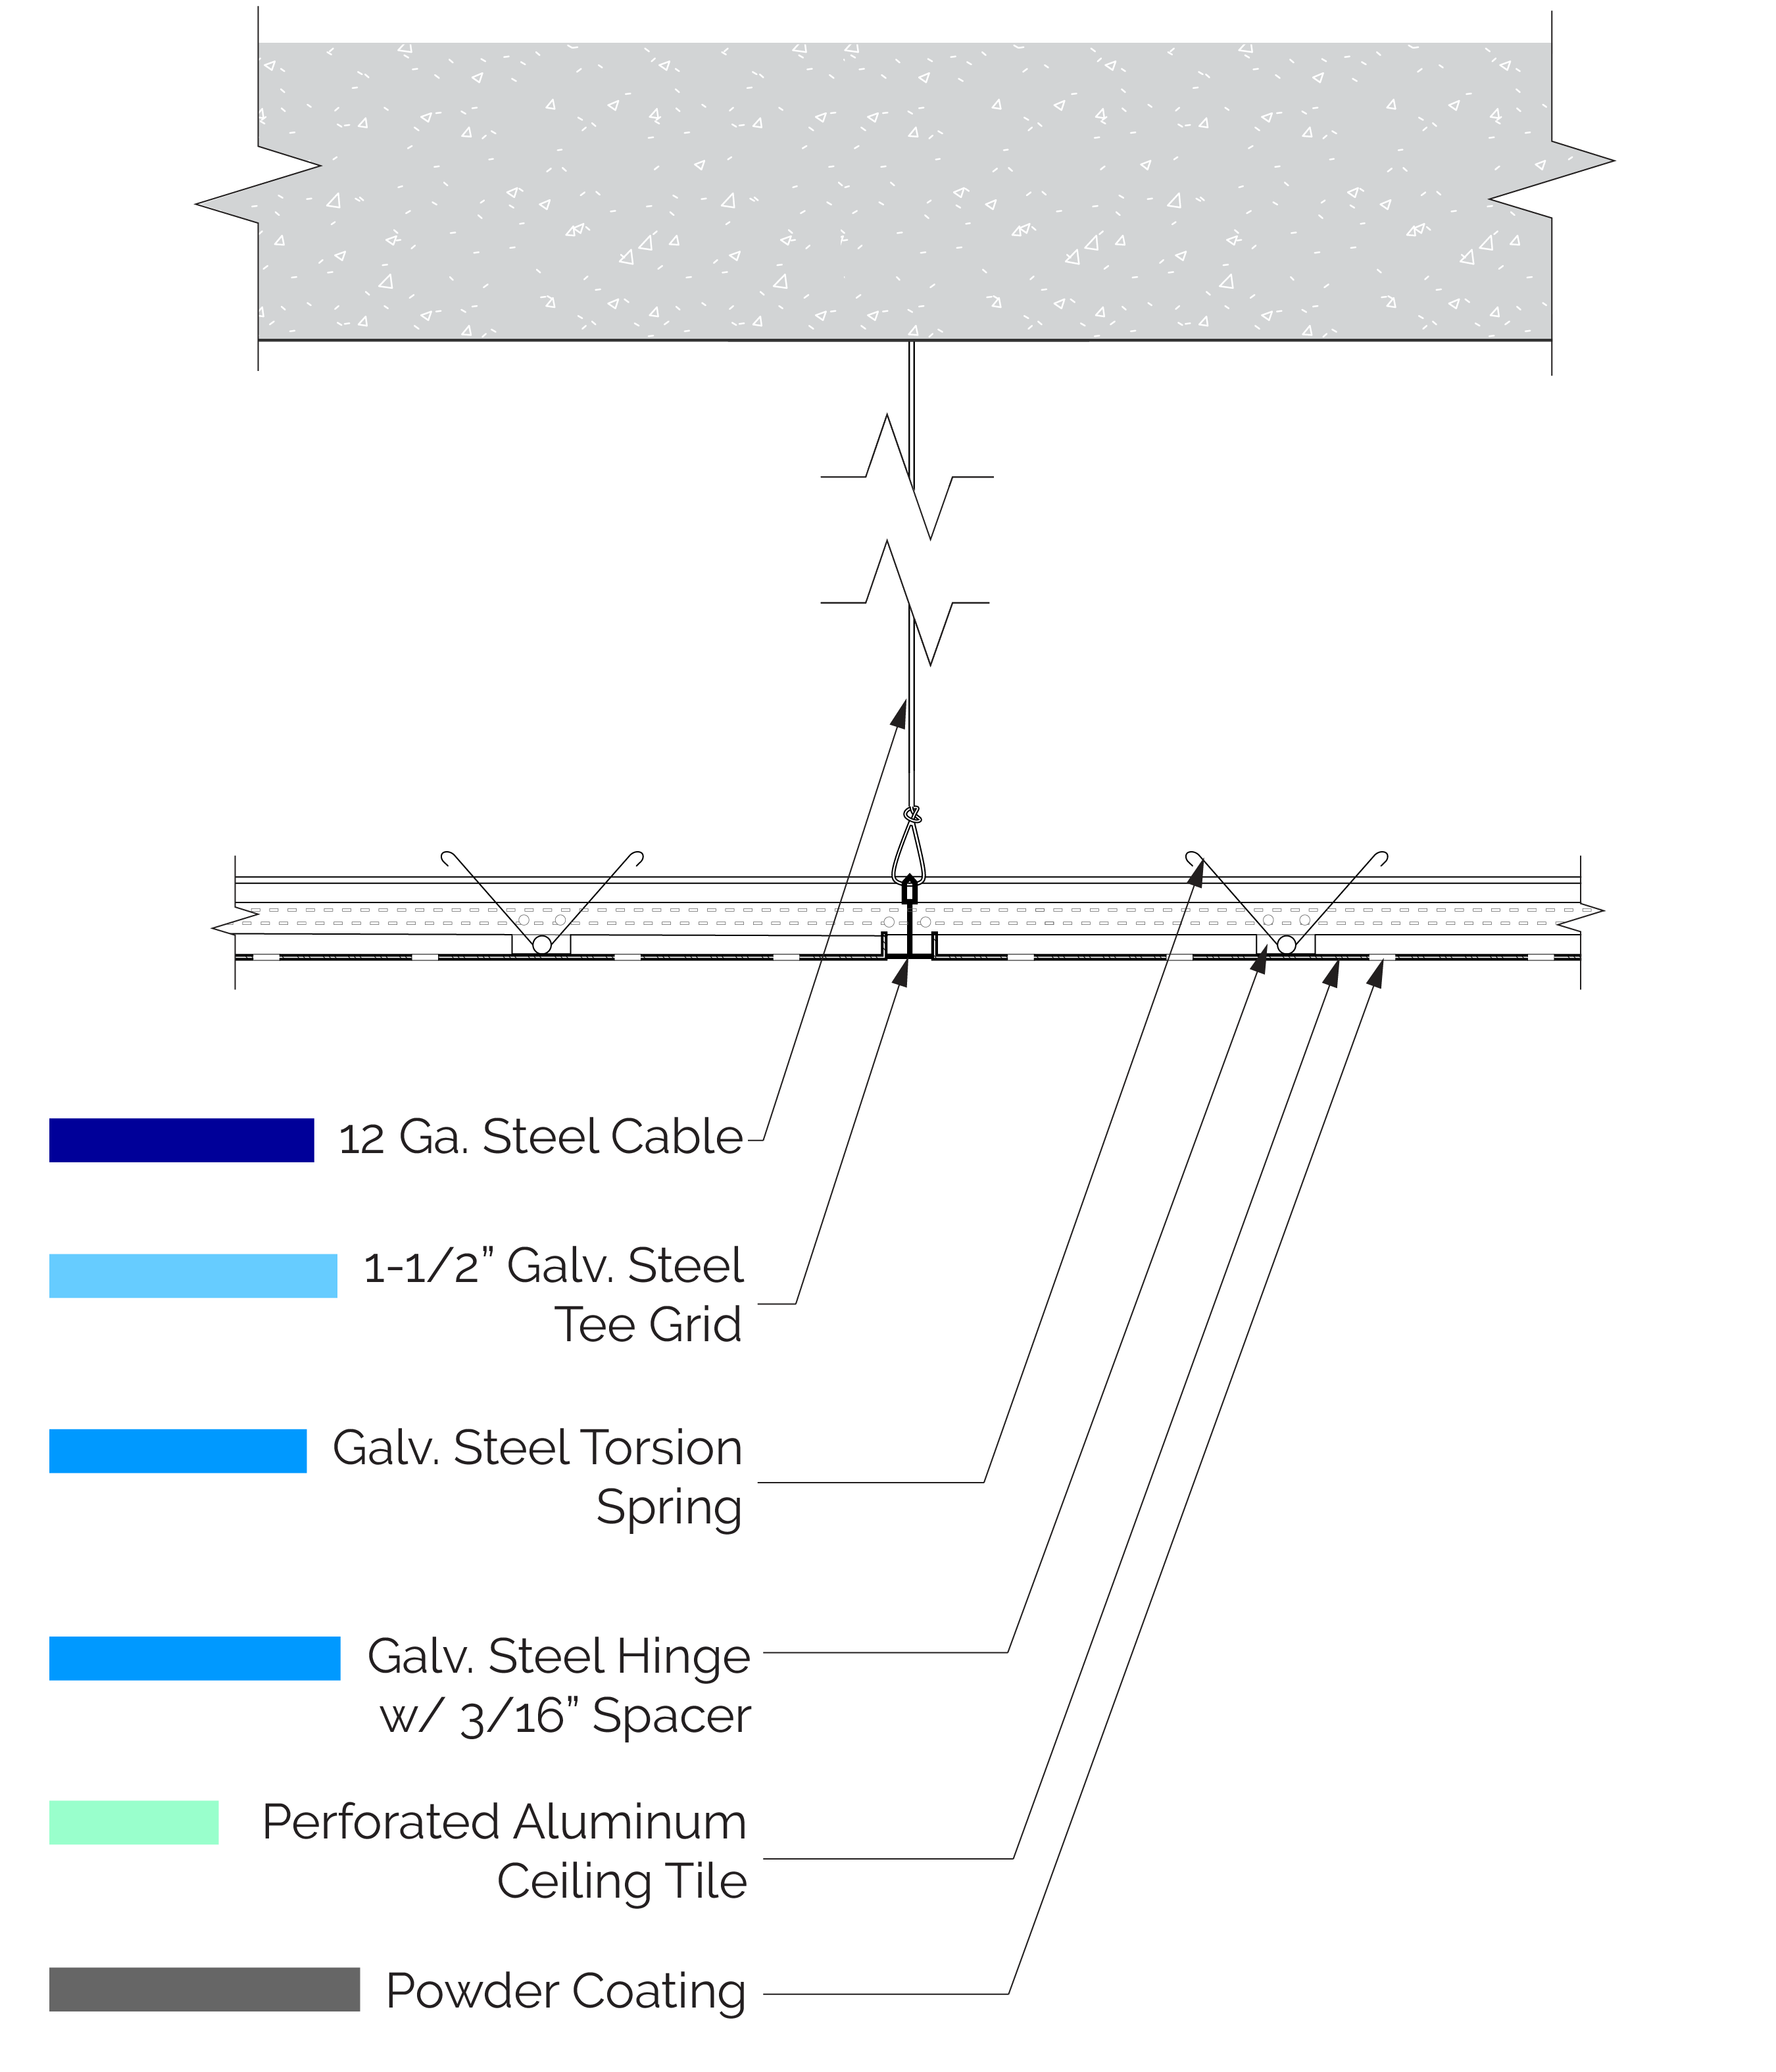 12 Ga. Steel Cable
1-1/2” Galv. Steel
Tee Grid
Galv. Steel Torsion
Spring
Galv. Steel Hinge
w/ 3/16” Spacer
Perforated Aluminum
Ceiling Tile
Powder Coating